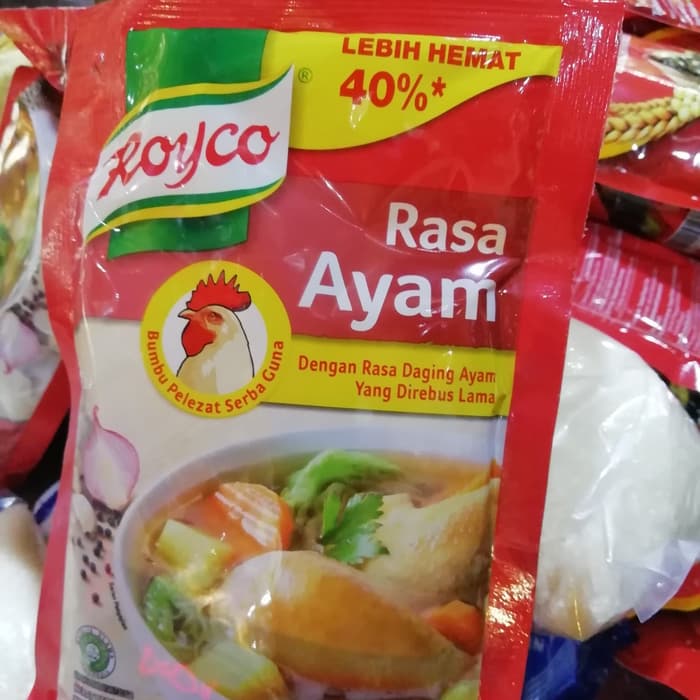 LEBIH HEMAT
40%*
Royco®
Rasa
Ayam
Bumbu Pelezat Serba Guna
Dengan Rasa Daging Ayam
Yang Direbus Lama